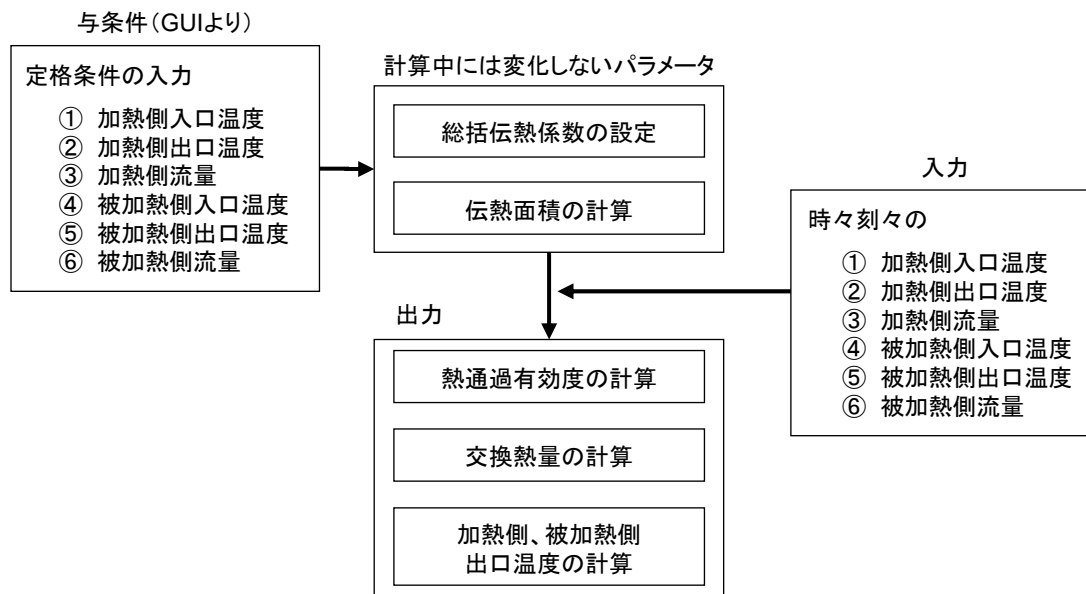 与条件（GUIより）
定格条件の入力
① 加熱側入口温度
② 加熱側出口温度
③ 加熱側流量
④ 被加熱側入口温度
⑤ 被加熱側出口温度
⑥ 被加熱側流量
計算中には変化しないパラメータ
総括伝熱係数の設定
伝熱面積の計算
入力
時々刻々の
① 加熱側入口温度
② 加熱側出口温度
③ 加熱側流量
④ 被加熱側入口温度
⑤ 被加熱側出口温度
⑥ 被加熱側流量
出力
熱通過有効度の計算
交換熱量の計算
加熱側、被加熱側
出口温度の計算